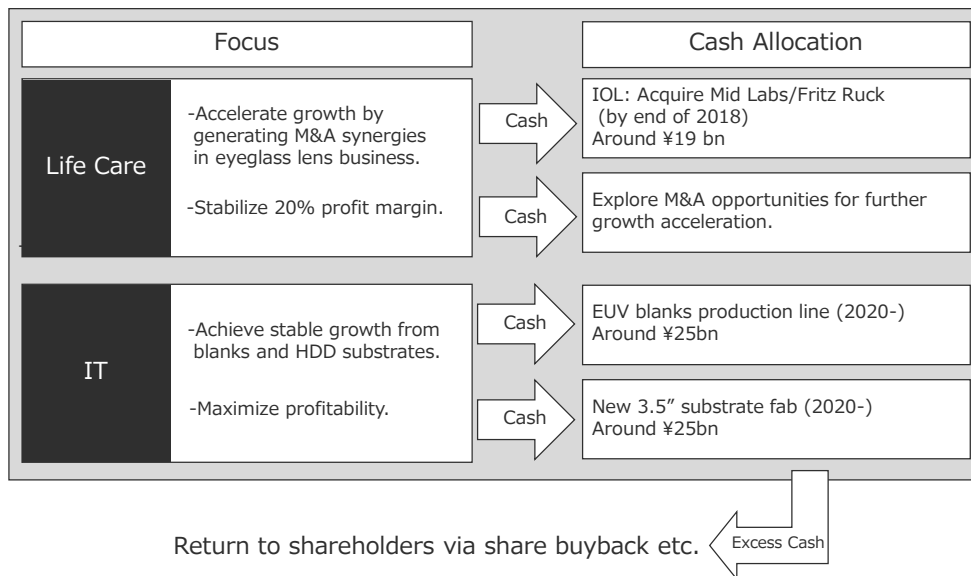 Focus
Cash Allocation
Life Care
-Accelerate growth by
generating M&A synergies
in eyeglass lens business.
-Stabilize 20% profit margin.
Cash
IOL: Acquire Mid Labs/Fritz Ruck
(by end of 2018)
Around ¥19 bn
Cash
Explore M&A opportunities for further
growth acceleration.
IT
-Achieve stable growth from
blanks and HDD substrates.
-Maximize profitability.
Cash
EUV blanks production line (2020-)
Around ¥25bn
Cash
New 3.5” substrate fab (2020-)
Around ¥25bn
Return to shareholders via share buyback etc.
Excess Cash